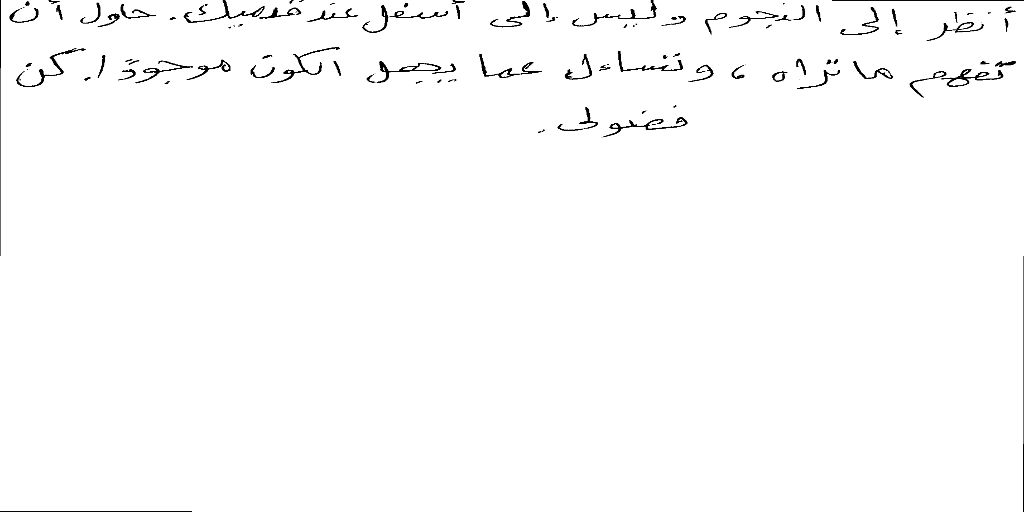 أنظر إلى النجوم وليس إلى أسفل عند قدميك. حاول أن
تفهم ما تراه ، وتتساءل عما يجعل الكون موجودًا. كن
فضولى.